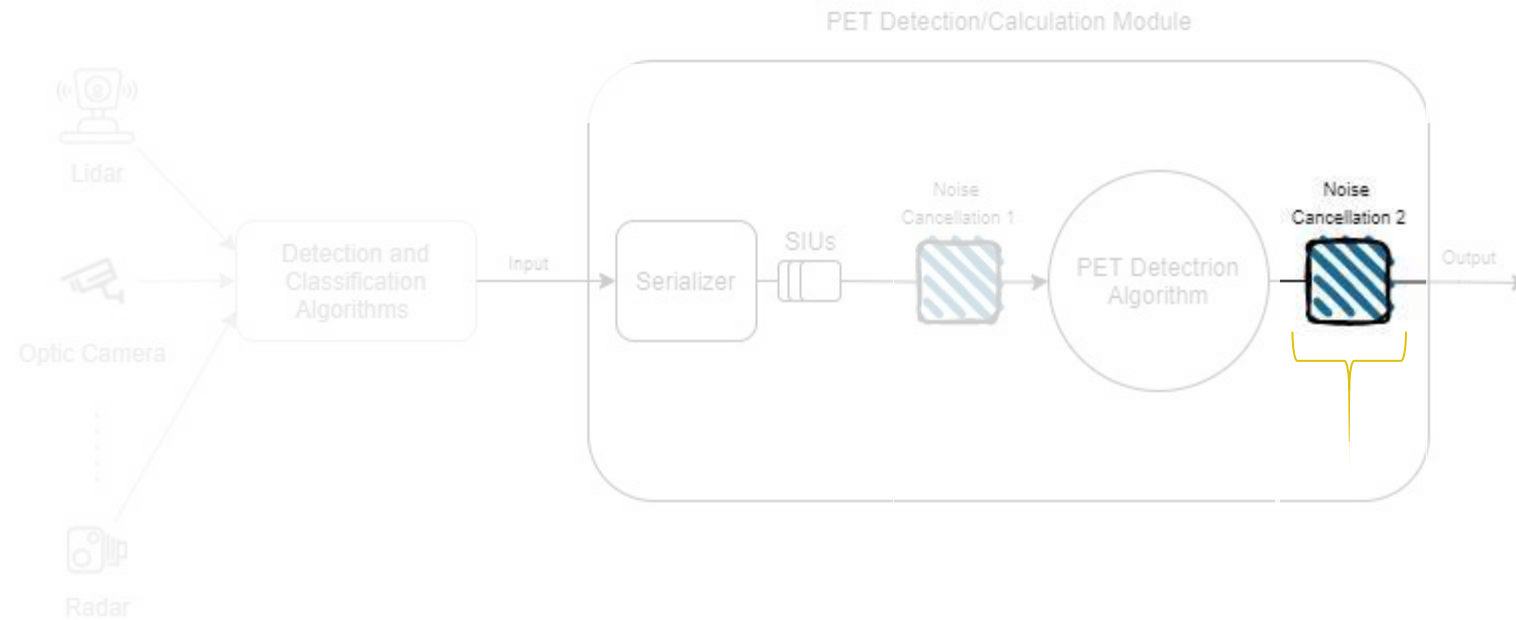 PET Detection/Calculation Module
Lidar
Optic Camera
Radar
Detection and
Classification
Algorithms
Input
Serializer
SIUs
Noise
Cancellation 1
PET Detectrion
Algorithm
Noise
Cancellation 2
Output